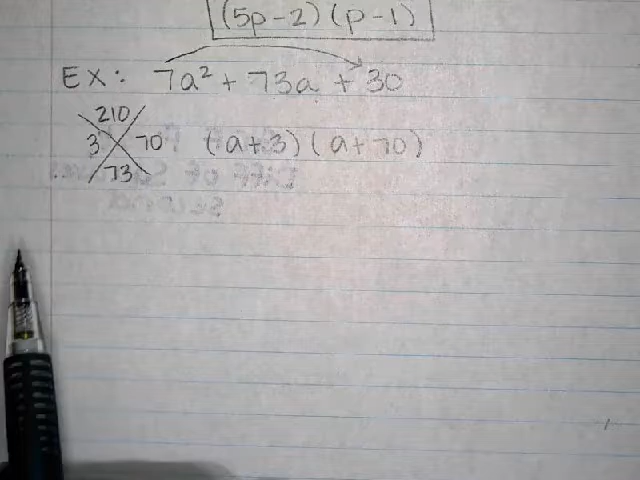 (5p-2)(p-1)
EX: 7a² + 73a + 30
210
3 70 (a+3)(a+70)
73